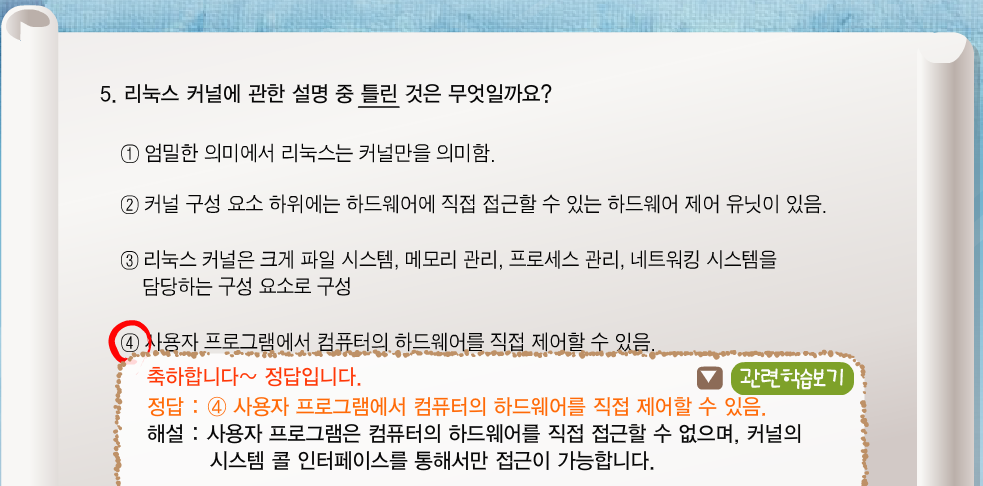 5. 리눅스 커널에 관한 설명 중 틀린 것은 무엇일까요?
① 엄밀한 의미에서 리눅스는 커널만을 의미함.
② 커널 구성 요소 하위에는 하드웨어에 직접 접근할 수 있는 하드웨어 제어 유닛이 있음.
③ 리눅스 커널은 크게 파일 시스템, 메모리 관리, 프로세스 관리, 네트워킹 시스템을
담당하는 구성 요소로 구성
④ 사용자 프로그램에서 컴퓨터의 하드웨어를 직접 제어할 수 있음.
축하합니다~ 정답입니다.
관련학습보기
정답 : ④ 사용자 프로그램에서 컴퓨터의 하드웨어를 직접 제어할 수 있음.
해설 : 사용자 프로그램은 컴퓨터의 하드웨어를 직접 접근할 수 없으며, 커널의
시스템 콜 인터페이스를 통해서만 접근이 가능합니다.